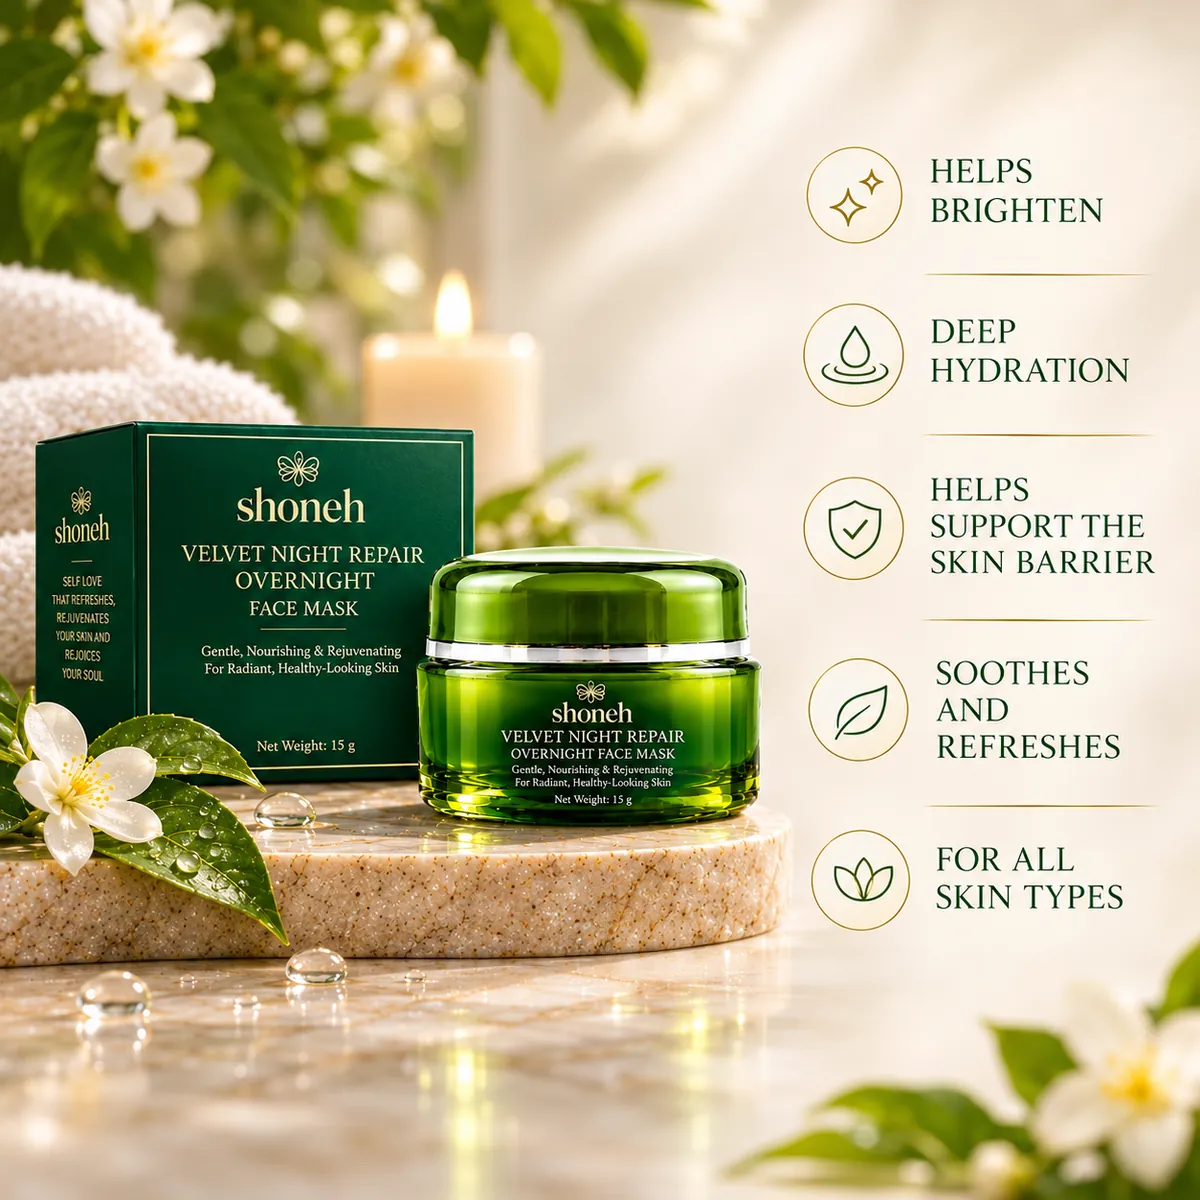 shoneh
SELF LOVE
THAT REFRESHES,
REJUVENATES
YOUR SKIN AND
REJOICES
YOUR SOUL
shoneh
VELVET NIGHT REPAIR
OVERNIGHT
FACE MASK
Gentle, Nourishing & Rejuvenating
For Radiant, Healthy-Looking Skin
Net Weight: 15 g
shoneh
VELVET NIGHT REPAIR
OVERNIGHT FACE MASK
Gentle, Nourishing & Rejuvenating
For Radiant, Healthy-Looking Skin
Net Weight: 15 g
HELPS
BRIGHTEN
DEEP
HYDRATION
HELPS
SUPPORT THE
SKIN BARRIER
SOOTHES
AND
REFRESHES
FOR ALL
SKIN TYPES